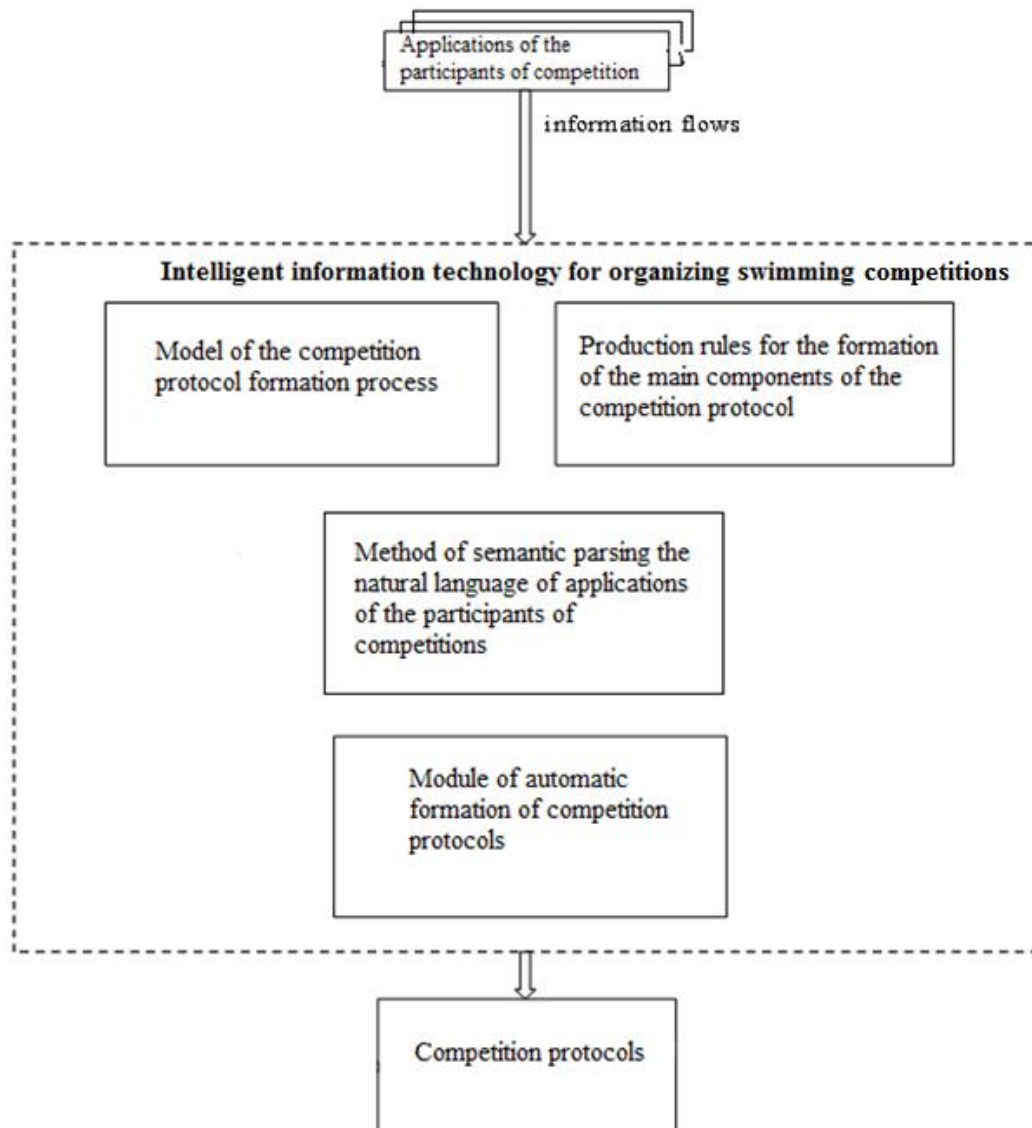 Applications of the
participants of competition
information flows
Intelligent information technology for organizing swimming competitions
Model of the competition
protocol formation process
Production rules for the formation
of the main components of the
competition protocol
Method of semantic parsing the
natural language of applications
of the participants of
competitions
Module of automatic
formation of competition
protocols
Competition protocols